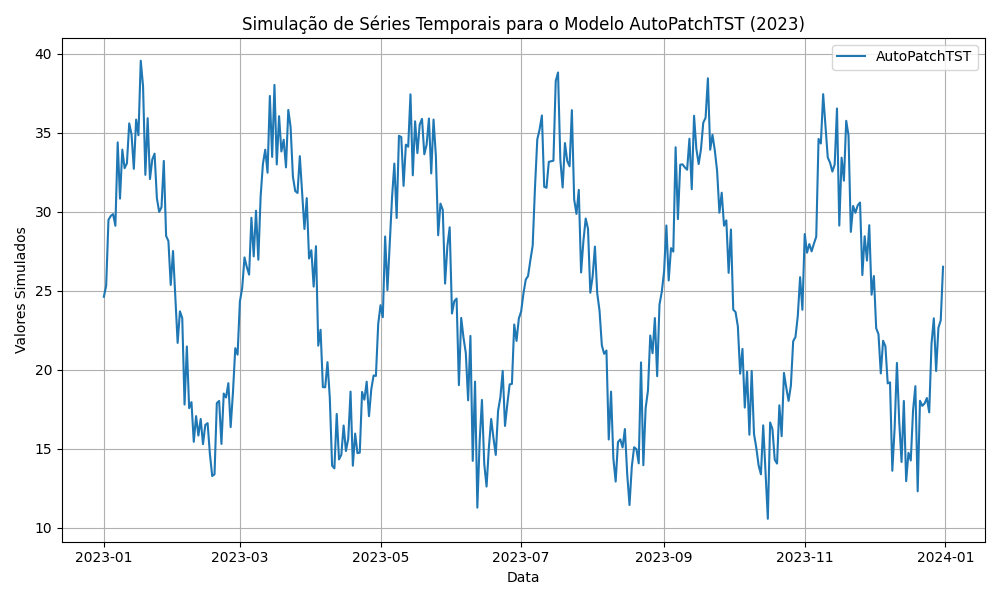 Simulação de Séries Temporais para o Modelo AutoPatchTST (2023)
AutoPatchTST
Valores Simulados
40
35
30
25
20
15
10
2023-01 2023-03 2023-05 2023-07 2023-09 2023-11 2024-01
Data